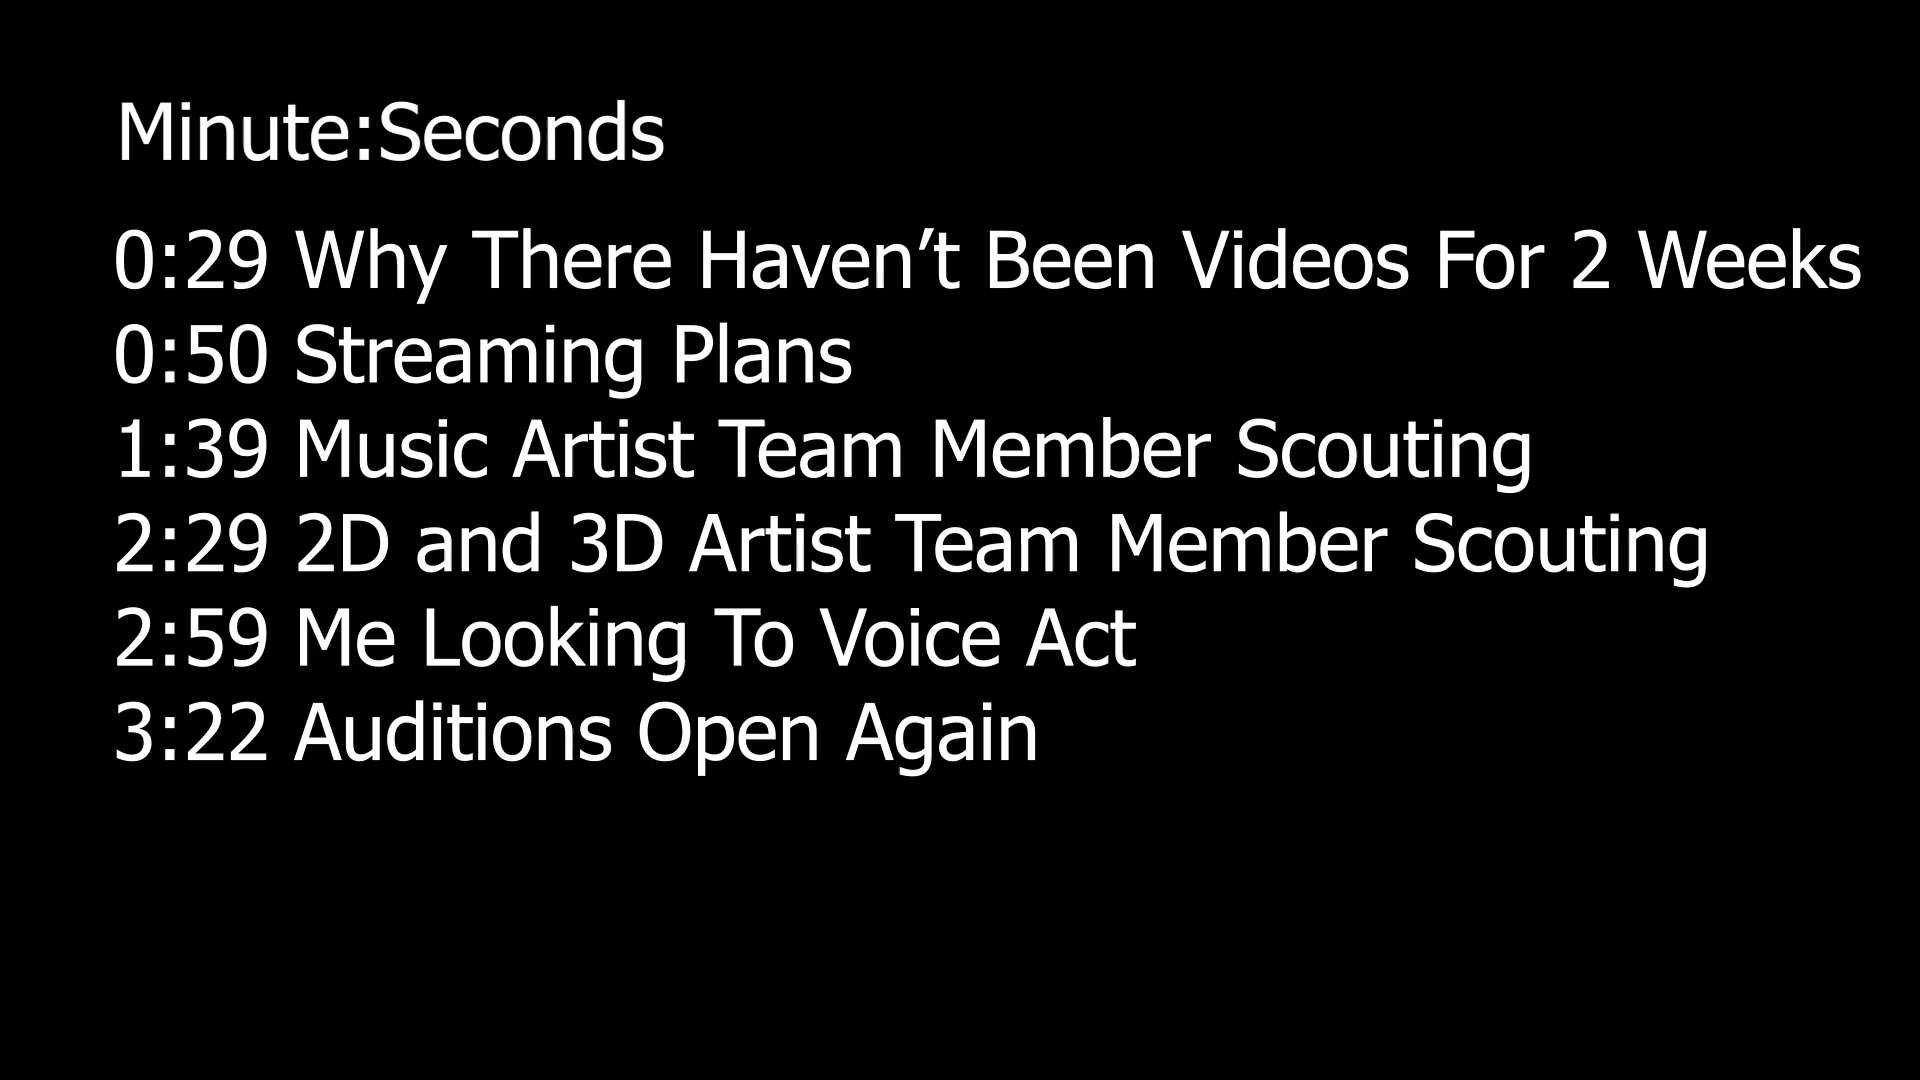 Minute:Seconds
0:29 Why There Haven’t Been Videos For 2 Weeks
0:50 Streaming Plans
1:39 Music Artist Team Member Scouting
2:29 2D and 3D Artist Team Member Scouting
2:59 Me Looking To Voice Act
3:22 Auditions Open Again